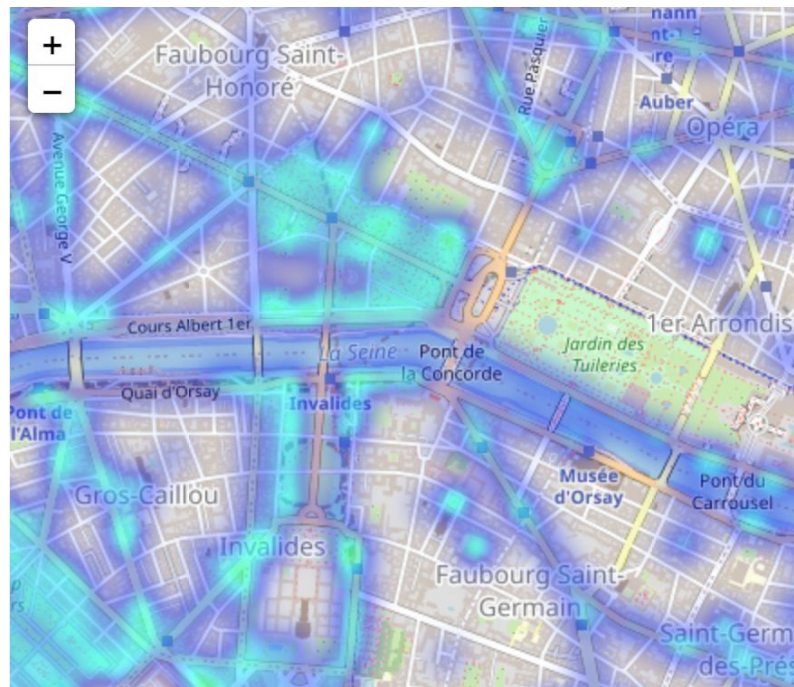 +
−
Faubourg Saint-
Honoré
Rue Pasquier
Auber
Opéra
Avenue George V
Cours Albert 1er
La Seine
Pont de
la Concorde
Jardin des
Tuileries
1er Arrondis
Quai d'Orsay
Invalides
Pont de
l'Alma
Gros-Caillou
Musée
d'Orsay
Pont du
Carrousel
Invalides
Faubourg Saint-
Germain
Saint-Germ
des-Prés